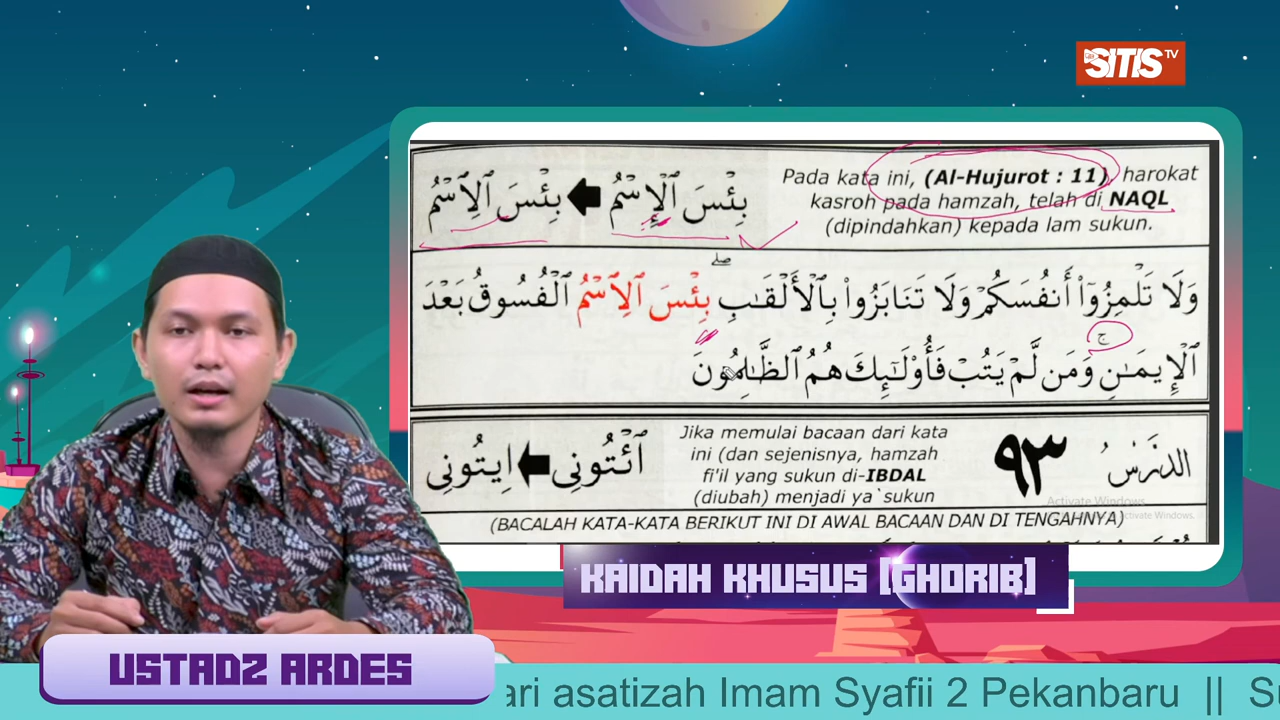 SITIS TV
Pada kata ini, (Al-Hujurot : 11), harokat
kasroh pada hamzah, telah di NAQL
(dipindahkan) kepada lam sukun.
بِئْسَ ٱلْإِسْمُ
بِئْسَ ٱلِٱسْمُ
وَلَا تَلْمِزُوٓا۟ أَنفُسَكُمْ وَلَا تَنَابَزُوا۟ بِٱلْأَلْقَـٰبِ ۖ بِئْسَ ٱلِٱسْمُ ٱلْفُسُوقُ بَعْدَ
ٱلْإِيمَـٰنِ ۚ وَمَن لَّمْ يَتُبْ فَأُو۟لَـٰٓئِكَ هُمُ ٱلظَّـٰلِمُونَ
الدَّرْسُ ٩٣
Jika memulai bacaan dari kata
ini (dan sejenisnya, hamzah
fi'il yang sukun di-IBDAL
(diubah) menjadi ya`sukun
ٱئْتُونِى
اِيتُونِى
Activate Windows
(BACALAH KATA-KATA BERIKUT INI DI AWAL BACAAN DAN DI TENGAHNYA)
KAIDAH KHUSUS [GHORIB]
USTADZ ARDES
ari asatizah Imam Syafii 2 Pekanbaru ||